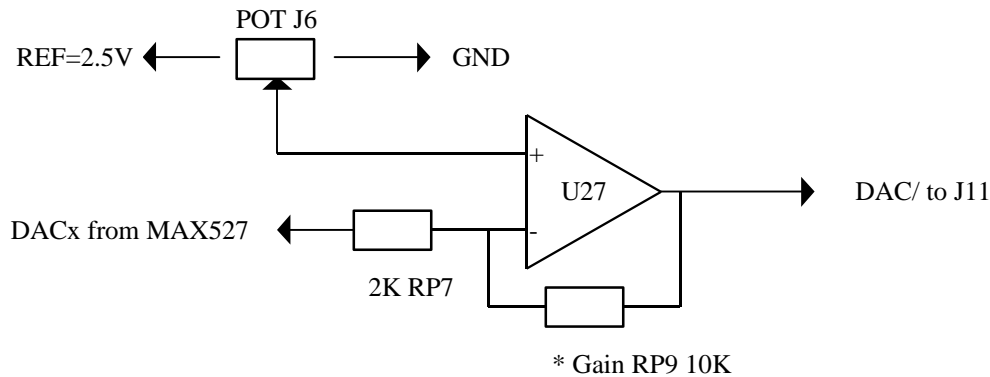 POT J6
REF=2.5V
GND
+
U27
DAC/ to J11
DACx from MAX527
-
2K RP7
* Gain RP9 10K